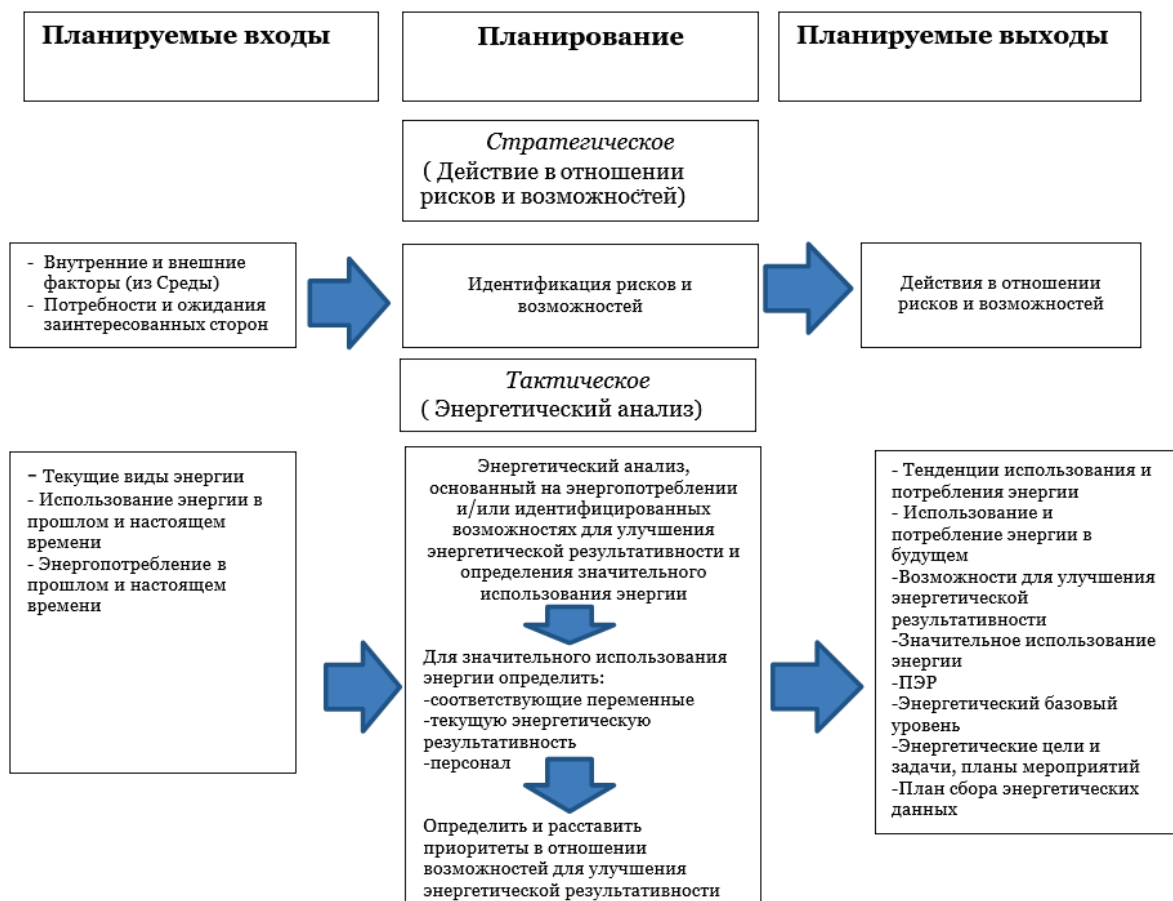 Планируемые входы
Планирование
Планируемые выходы
Стратегическое
( Действие в отношении
рисков и возможностей)
- Внутренние и внешние
факторы (из Среды)
- Потребности и ожидания
заинтересованных сторон
Идентификация рисков и
возможностей
Действия в отношении
рисков и возможностей
Тактическое
( Энергетический анализ)
- Текущие виды энергии
- Использование энергии в
прошлом и настоящем
времени
- Энергопотребление в
прошлом и настоящем
времени
Энергетический анализ,
основанный на энергопотреблении
и/или идентифицированных
возможностях для улучшения
энергетической результативности и
определения значительного
использования энергии
Для значительного использования
энергии определить:
-соответствующие переменные
-текущую энергетическую
результативность
-персонал
Определить и расставить
приоритеты в отношении
возможностей для улучшения
энергетической результативности
- Тенденции использования и
потребления энергии
- Использование и
потребление энергии в
будущем
-Возможности для улучшения
энергетической
результативности
-Значительное использование
энергии
-ПЭР
-Энергетический базовый
уровень
-Энергетические цели и
задачи, планы мероприятий
-План сбора энергетических
данных